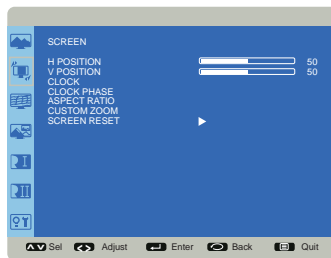 SCREEN
H POSITION 50
V POSITION 50
CLOCK
CLOCK PHASE
ASPECT RATIO
CUSTOM ZOOM
SCREEN RESET
Sel Adjust Enter Back Quit